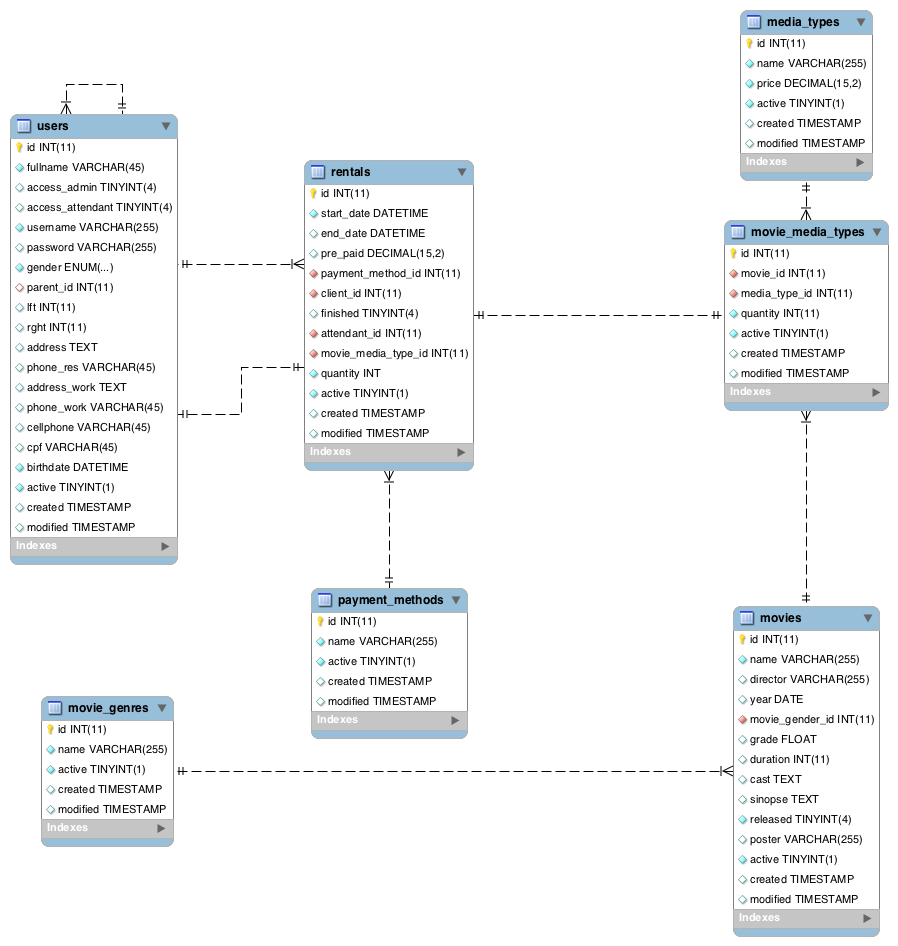 media_types
id INT(11)
name VARCHAR(255)
price DECIMAL(15,2)
active TINYINT(1)
created TIMESTAMP
modified TIMESTAMP
Indexes
users
id INT(11)
fullname VARCHAR(45)
access_admin TINYINT(4)
access_attendant TINYINT(4)
username VARCHAR(255)
password VARCHAR(255)
gender ENUM(...)
parent_id INT(11)
lft INT(11)
rght INT(11)
address TEXT
phone_res VARCHAR(45)
address_work TEXT
phone_work VARCHAR(45)
cellphone VARCHAR(45)
cpf VARCHAR(45)
birthdate DATETIME
active TINYINT(1)
created TIMESTAMP
modified TIMESTAMP
Indexes
rentals
id INT(11)
start_date DATETIME
end_date DATETIME
pre_paid DECIMAL(15,2)
payment_method_id INT(11)
client_id INT(11)
finished TINYINT(4)
attendant_id INT(11)
movie_media_type_id INT(11)
quantity INT
active TINYINT(1)
created TIMESTAMP
modified TIMESTAMP
Indexes
movie_media_types
id INT(11)
movie_id INT(11)
media_type_id INT(11)
quantity INT(11)
active TINYINT(1)
created TIMESTAMP
modified TIMESTAMP
Indexes
payment_methods
id INT(11)
name VARCHAR(255)
active TINYINT(1)
created TIMESTAMP
modified TIMESTAMP
Indexes
movie_genres
id INT(11)
name VARCHAR(255)
active TINYINT(1)
created TIMESTAMP
modified TIMESTAMP
Indexes
movies
id INT(11)
name VARCHAR(255)
director VARCHAR(255)
year DATE
movie_gender_id INT(11)
grade FLOAT
duration INT(11)
cast TEXT
sinopse TEXT
released TINYINT(4)
poster VARCHAR(255)
active TINYINT(1)
created TIMESTAMP
modified TIMESTAMP
Indexes